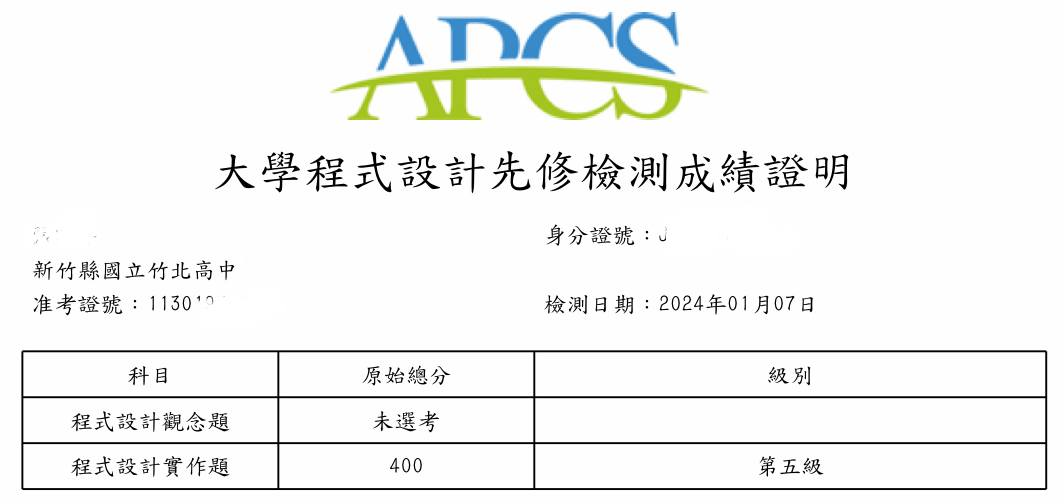 APCS
大學程式設計先修檢測成績證明
身分證號：J
新竹縣國立竹北高中
准考證號：11301
檢測日期：2024年01月07日
科目 原始總分 級別
程式設計觀念題 未選考
程式設計實作題 400 第五級